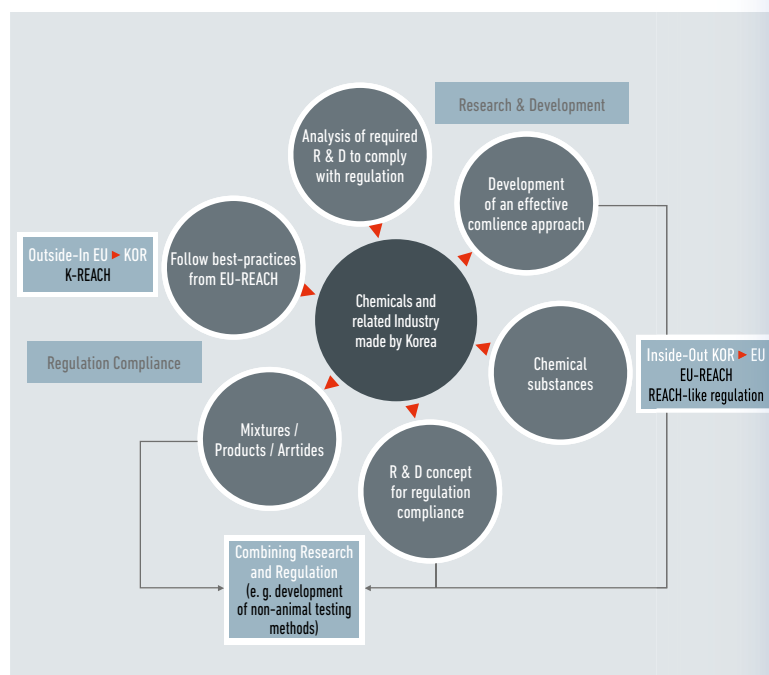 Research & Development
Analysis of required
R & D to comply
with regulation
Development
of an effective
comlience approach
Outside-In EU ► KOR
K-REACH
Follow best-practices
from EU-REACH
Chemicals and
related Industry
made by Korea
Regulation Compliance
Chemical
substances
Inside-Out KOR ► EU
EU-REACH
REACH-like regulation
Mixtures /
Products / Arrtides
R & D concept
for regulation
compliance
Combining Research
and Regulation
(e. g. development
of non-animal testing
methods)